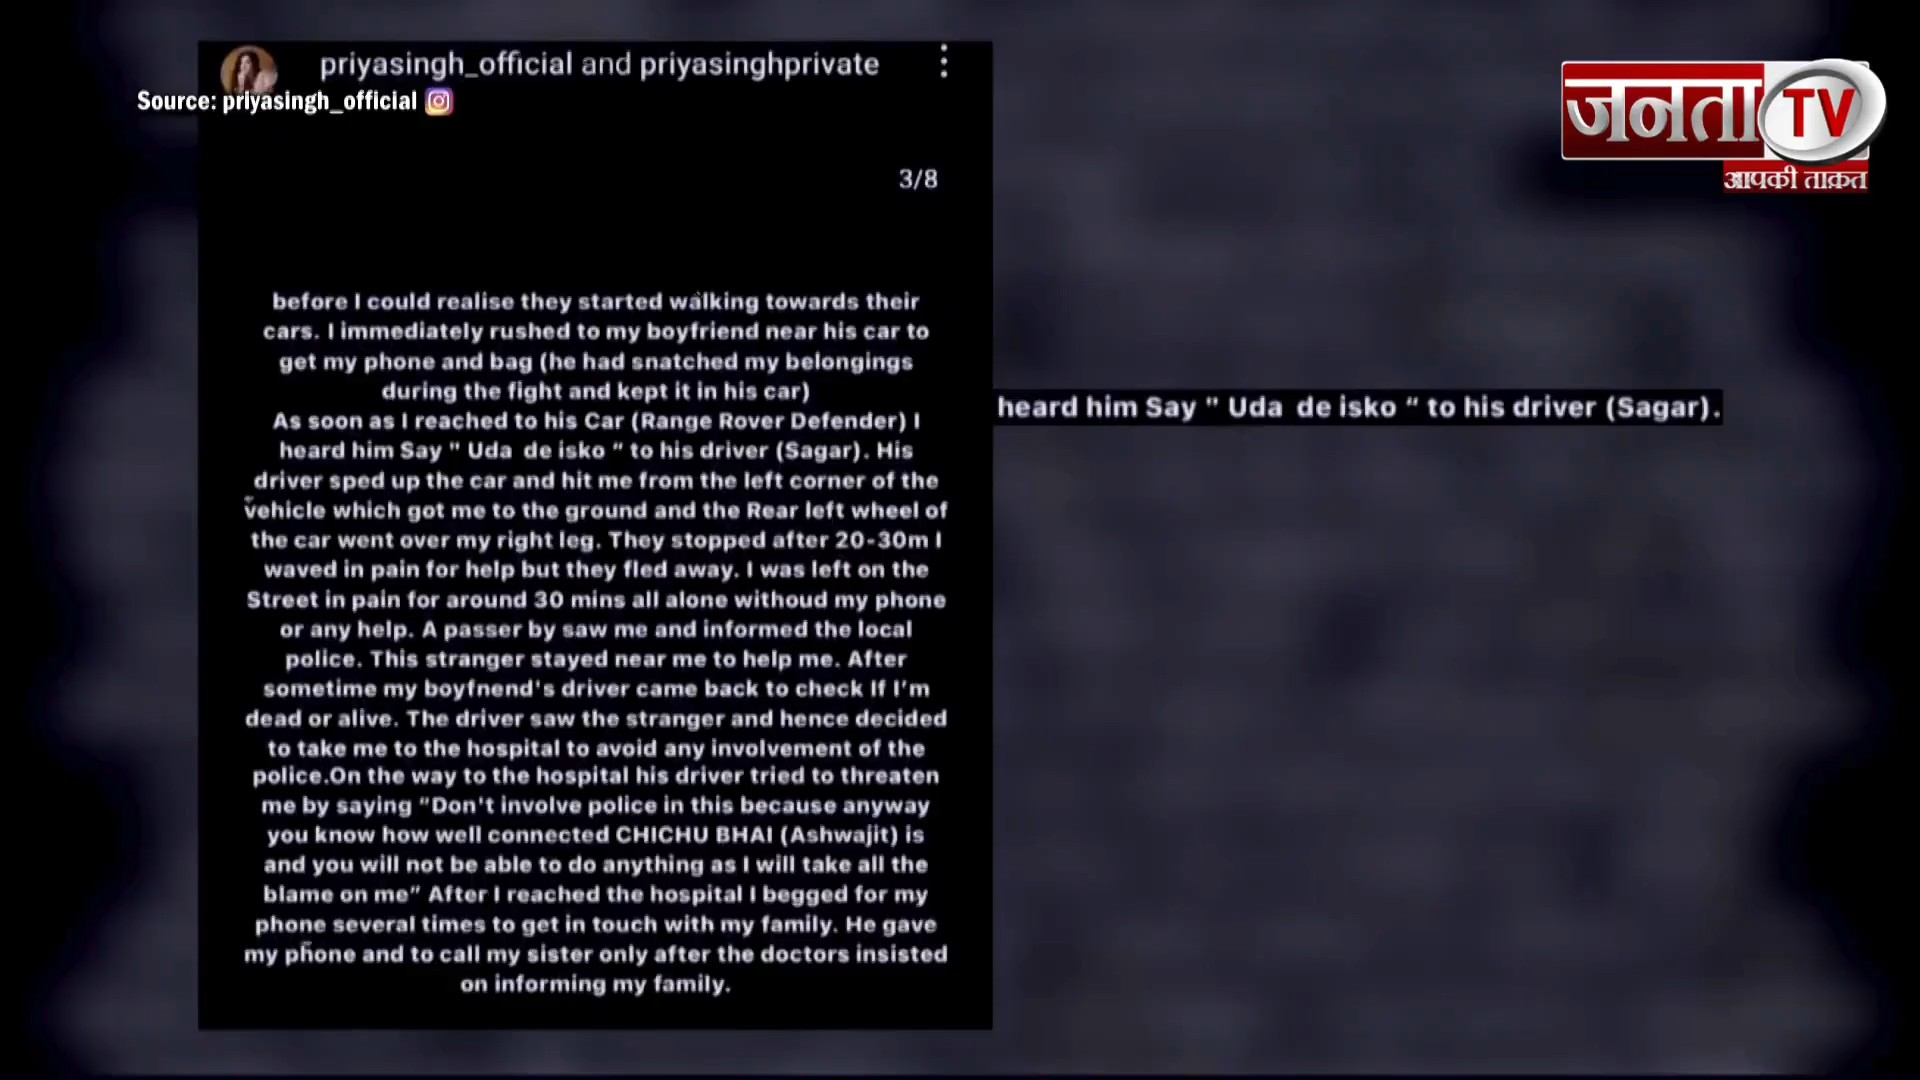 priyasingh_official and priyasinghprivate
Source: priyasingh_official
जनता TV
आपकी ताक़त
3/8
before I could realise they started walking towards their
cars. I immediately rushed to my boyfriend near his car to
get my phone and bag (he had snatched my belongings
during the fight and kept it in his car)
As soon as I reached to his Car (Range Rover Defender) I
heard him Say " Uda de isko " to his driver (Sagar). His
driver sped up the car and hit me from the left corner of the
vehicle which got me to the ground and the Rear left wheel of
the car went over my right leg. They stopped after 20-30m I
waved in pain for help but they fled away. I was left on the
Street in pain for around 30 mins all alone withoud my phone
or any help. A passer by saw me and informed the local
police. This stranger stayed near me to help me. After
sometime my boyfnend's driver came back to check If I'm
dead or alive. The driver saw the stranger and hence decided
to take me to the hospital to avoid any involvement of the
police.On the way to the hospital his driver tried to threaten
me by saying "Don't involve police in this because anyway
you know how well connected CHICHU BHAI (Ashwajit) is
and you will not be able to do anything as I will take all the
blame on me" After I reached the hospital I begged for my
phone several times to get in touch with my family. He gave
my phone and to call my sister only after the doctors insisted
on informing my family.
heard him Say " Uda de isko " to his driver (Sagar).